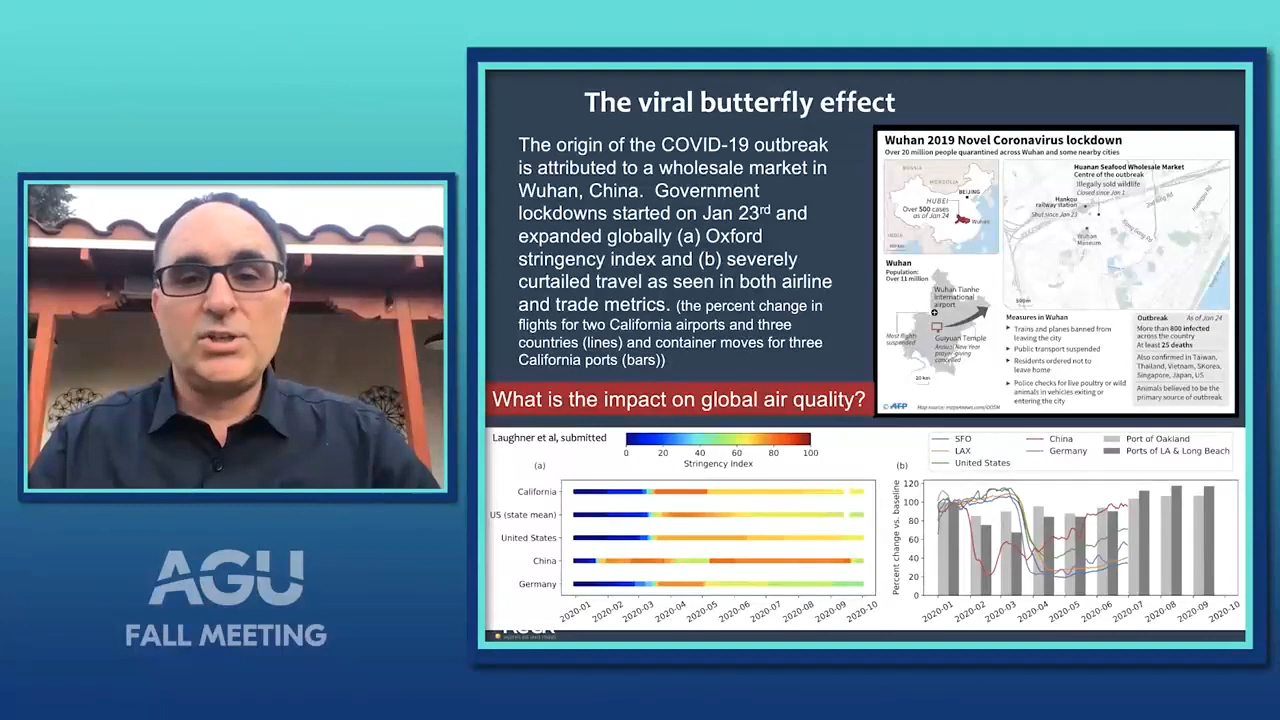 The viral butterfly effect
The origin of the COVID-19 outbreak
is attributed to a wholesale market in
Wuhan, China. Government
lockdowns started on Jan 23rd and
expanded globally (a) Oxford
stringency index and (b) severely
curtailed travel as seen in both airline
and trade metrics. (the percent change in
flights for two California airports and three
countries (lines) and container moves for three
California ports (bars))
What is the impact on global air quality?
Wuhan 2019 Novel Coronavirus lockdown
Over 20 million people quarantined across Wuhan and some nearby cities
RUSSIA
MONGOLIA
BEIJING
HUBEI
Over 500 cases
as of Jan 24
Wuhan
INDIA
Huanan Seafood Wholesale Market
Centre of the outbreak
Illegally sold wildlife
Closed since Jan 1
Hankou
railway station
Shut since Jan 23
Wuhan
Museum
500m
Wuhan
Population:
Over 11 million
Wuhan Tianhe
International
airport
Most flights
suspended
Guiyuan Temple
Annual New Year
prayer giving
cancelled
20 km
Measures in Wuhan
Trains and planes banned from
leaving the city
Public transport suspended
Residents ordered not to
leave home
Police checks for live poultry or wild
animals in vehicles exiting or
entering the city
Outbreak As of Jan 24
More than 800 infected
across the country
At least 25 deaths
Also confirmed in Taiwan,
Thailand, Vietnam, SKorea,
Singapore, Japan, US
Animals believed to be the
primary source of outbreak
© AFP
Laughner et al, submitted
0 20 40 60 80 100
Stringency Index
(a)
California
US (state mean)
United States
China
Germany
2020-01 2020-02 2020-03 2020-04 2020-05 2020-06 2020-07 2020-08 2020-09 2020-10
SFO
LAX
United States
China
Germany
Port of Oakland
Ports of LA & Long Beach
(b)
Percent change vs. baseline
120
100
80
60
40
20
0
2020-01 2020-02 2020-03 2020-04 2020-05 2020-06 2020-07 2020-08 2020-09 2020-10
AGU
FALL MEETING